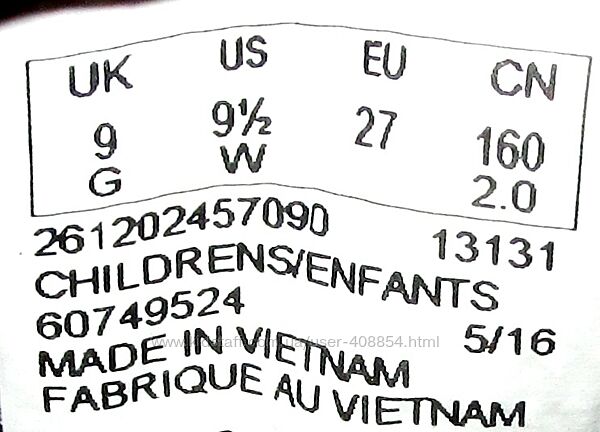 UK US EU CN
9 9½ 27 160
G W 2.0
261202457090 13131
CHILDRENS/ENFANTS
60749524 5/16
MADE IN VIETNAM
FABRIQUE AU VIETNAM